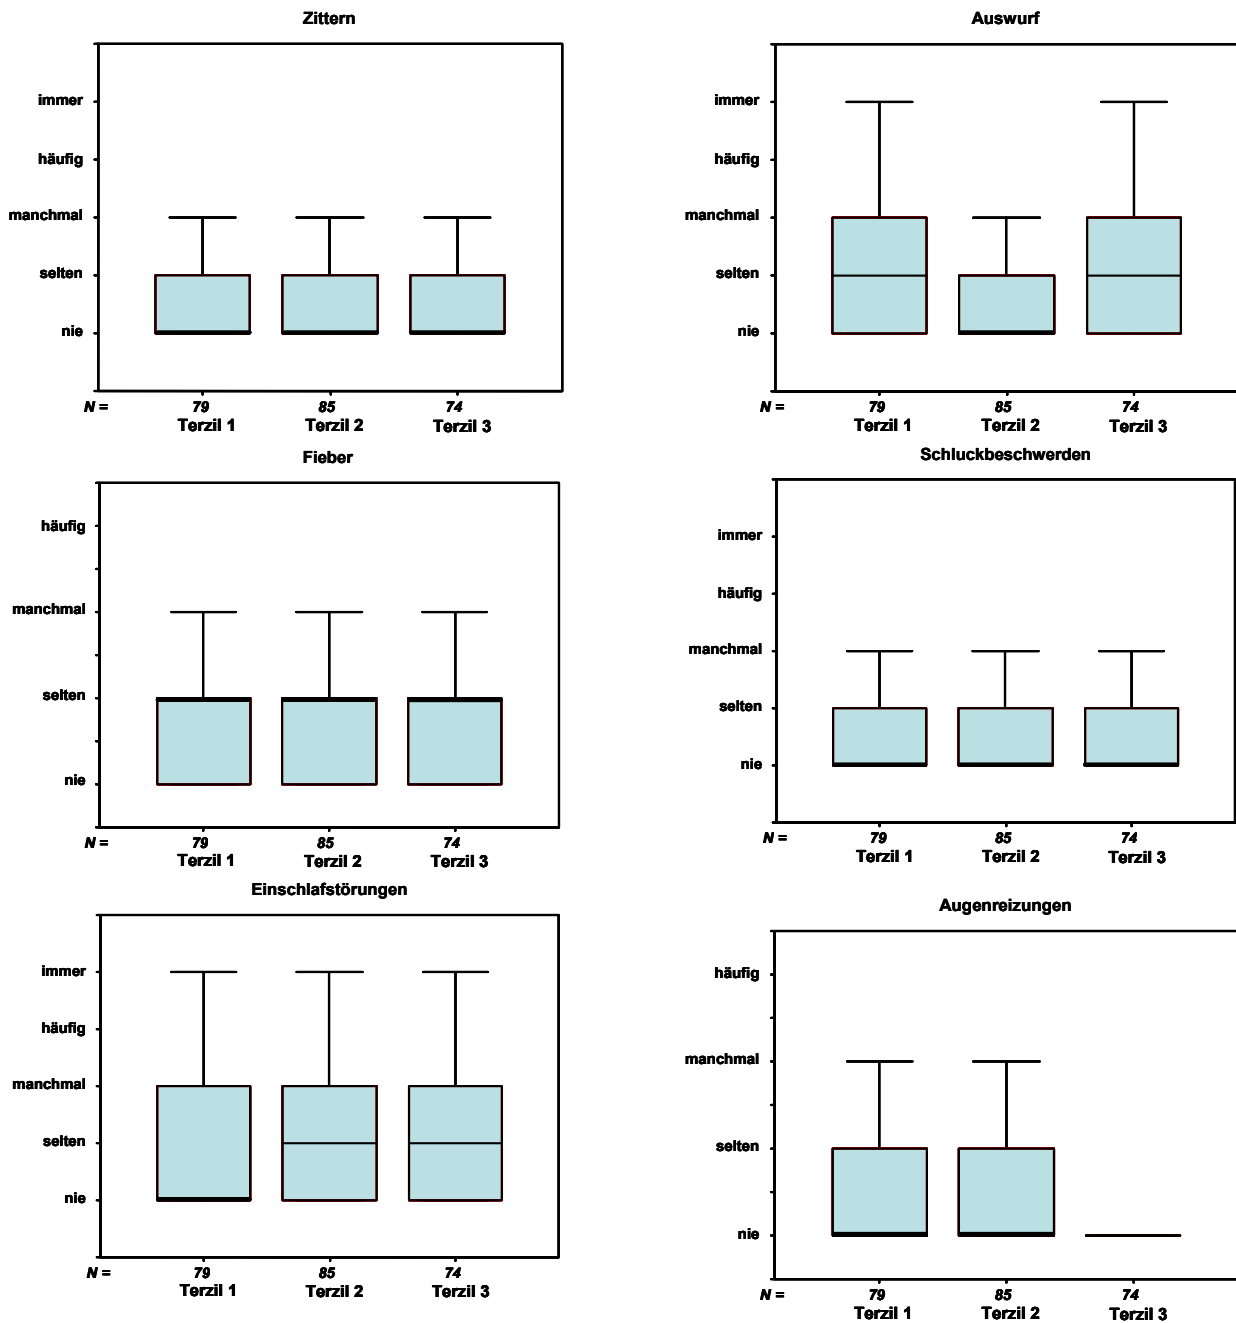 Zittern
immer
häufig
manchmal
selten
nie
N = 79 85 74
Terzil 1 Terzil 2 Terzil 3
Auswurf
immer
häufig
manchmal
selten
nie
N = 79 85 74
Terzil 1 Terzil 2 Terzil 3
Fieber
häufig
manchmal
selten
nie
N = 79 85 74
Terzil 1 Terzil 2 Terzil 3
Schluckbeschwerden
immer
häufig
manchmal
selten
nie
N = 79 85 74
Terzil 1 Terzil 2 Terzil 3
Einschlafstörungen
immer
häufig
manchmal
selten
nie
N = 79 85 74
Terzil 1 Terzil 2 Terzil 3
Augenreizungen
häufig
manchmal
selten
nie
N = 79 85 74
Terzil 1 Terzil 2 Terzil 3